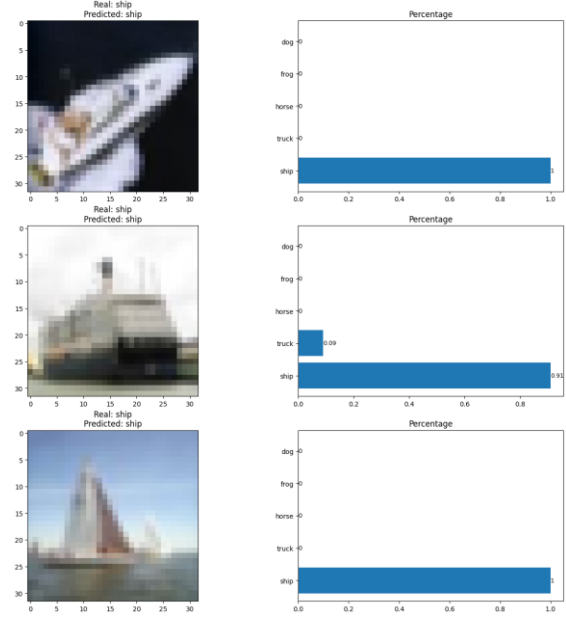 Real: ship
Predicted: ship
0
5
10
15
20
25
30
0 5 10 15 20 25 30
Percentage
dog 0
frog 0
horse 0
truck 0
ship 1
0.0 0.2 0.4 0.6 0.8 1.0
Real: ship
Predicted: ship
0
5
10
15
20
25
30
0 5 10 15 20 25 30
Percentage
dog 0
frog 0
horse 0
truck 0.09
ship 0.91
0.0 0.2 0.4 0.6 0.8
Real: ship
Predicted: ship
0
5
10
15
20
25
30
0 5 10 15 20 25 30
Percentage
dog 0
frog 0
horse 0
truck 0
ship 1
0.0 0.2 0.4 0.6 0.8 1.0